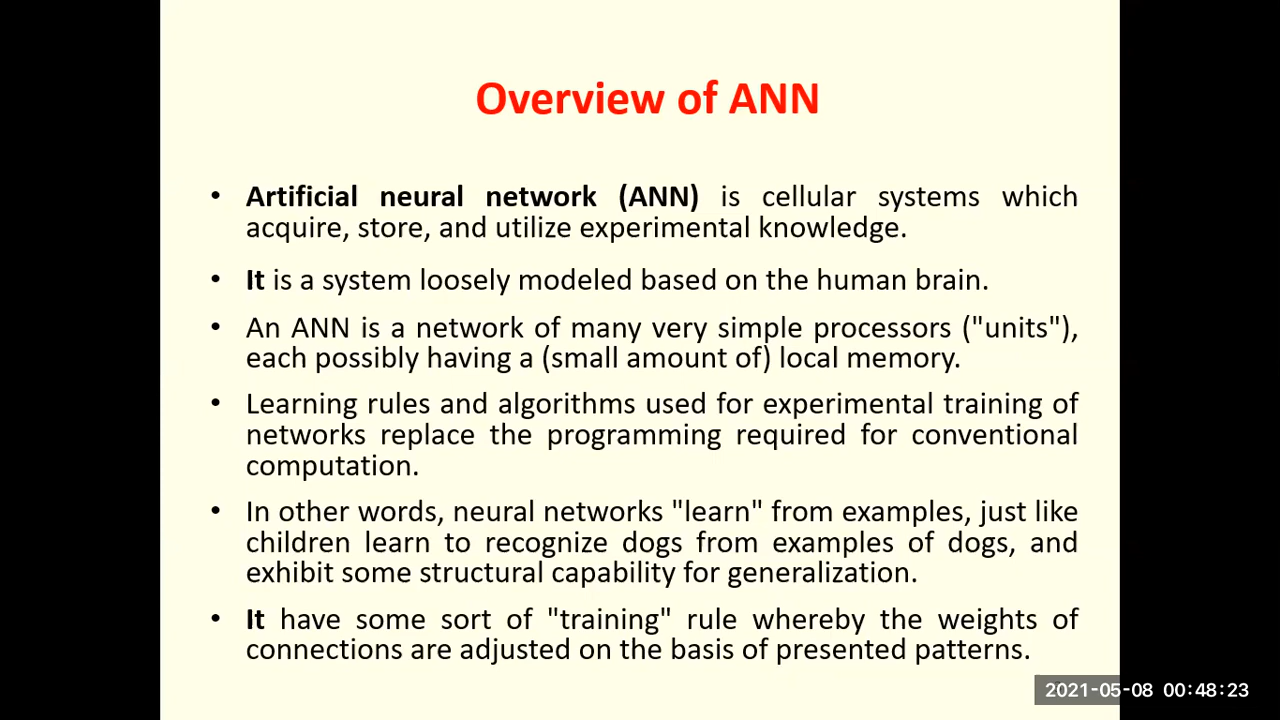 Overview of ANN
• Artificial neural network (ANN) is cellular systems which
acquire, store, and utilize experimental knowledge.
• It is a system loosely modeled based on the human brain.
• An ANN is a network of many very simple processors ("units"),
each possibly having a (small amount of) local memory.
• Learning rules and algorithms used for experimental training of
networks replace the programming required for conventional
computation.
• In other words, neural networks "learn" from examples, just like
children learn to recognize dogs from examples of dogs, and
exhibit some structural capability for generalization.
• It have some sort of "training" rule whereby the weights of
connections are adjusted on the basis of presented patterns.
2021-05-08 00:48:23